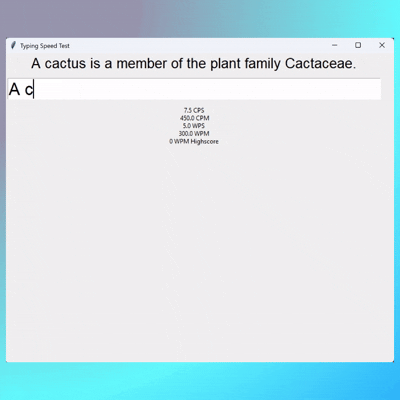 Typing Speed Test
A cactus is a member of the plant family Cactaceae.
A c
7.5 CPS
450.0 CPM
5.0 WPS
300.0 WPM
0 WPM Highscore